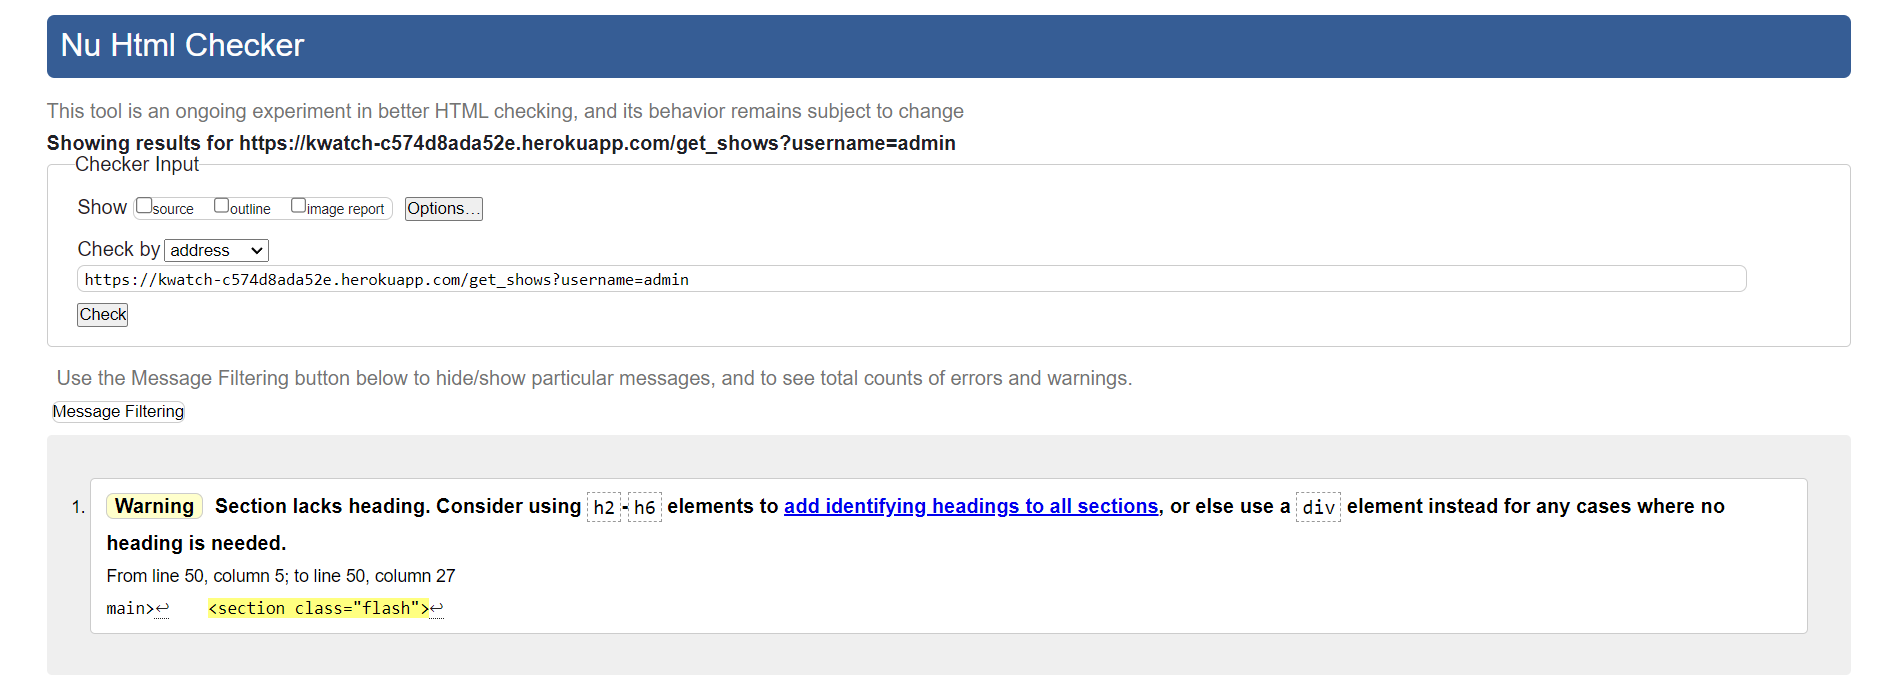 Nu Html Checker
This tool is an ongoing experiment in better HTML checking, and its behavior remains subject to change
Showing results for https://kwatch-c574d8ada52e.herokuapp.com/get_shows?username=admin
Checker Input
Show source outline image report Options...
Check by address
https://kwatch-c574d8ada52e.herokuapp.com/get_shows?username=admin
Check
Use the Message Filtering button below to hide/show particular messages, and to see total counts of errors and warnings.
Message Filtering
1. Warning Section lacks heading. Consider using h2-h6 elements to add identifying headings to all sections, or else use a div element instead for any cases where no
heading is needed.
From line 50, column 5; to line 50, column 27
main>↩ <section class="flash">↩